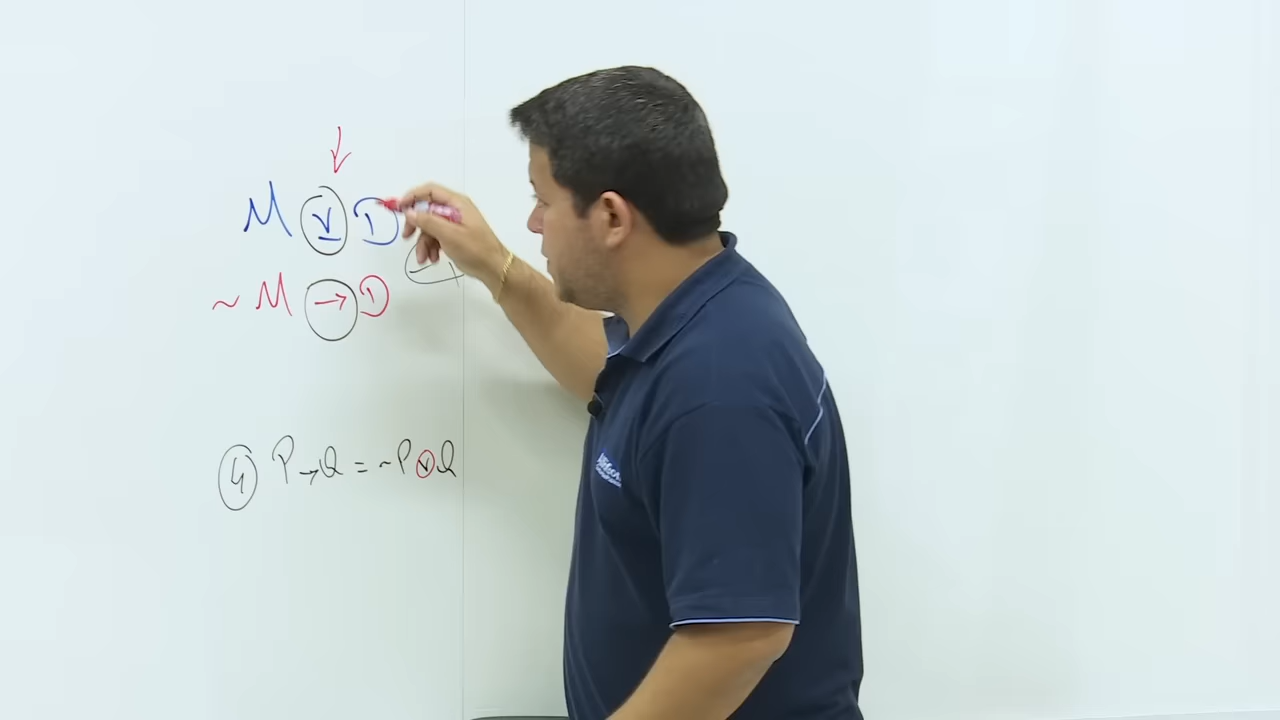 M ⊻ D
~ M → D
4 P → Q = ~ P ∨ Q